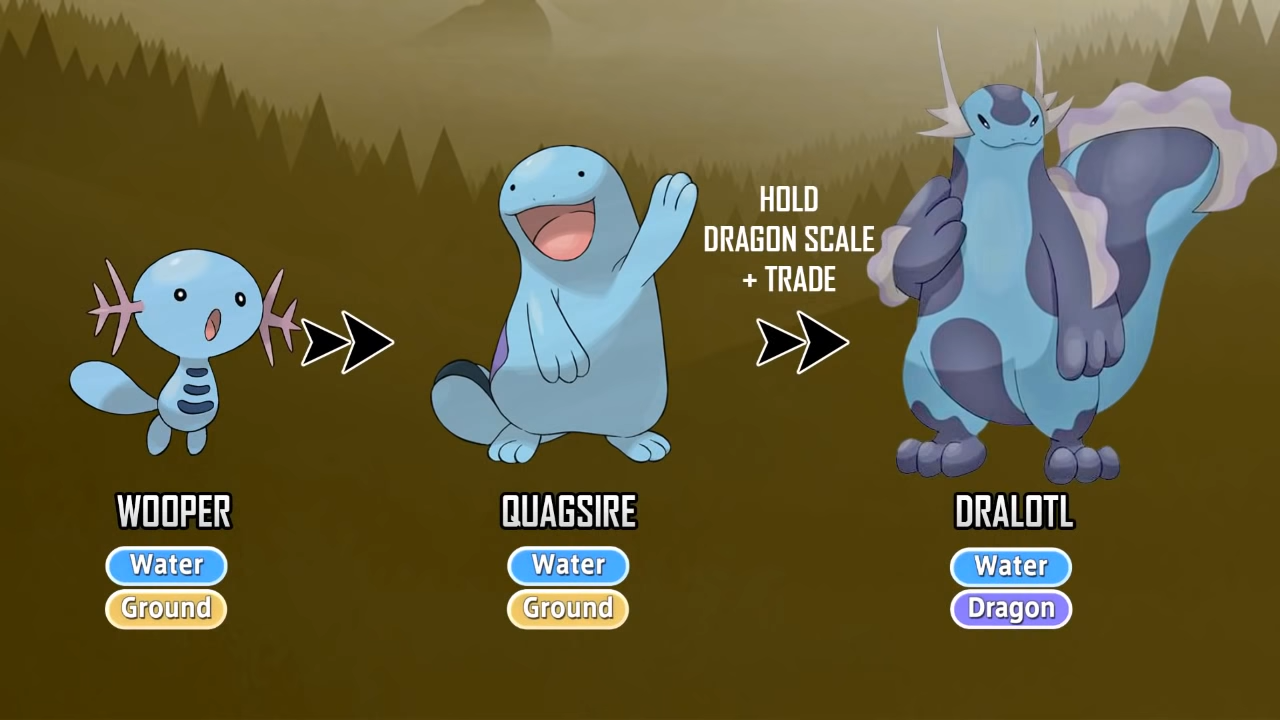 HOLD
DRAGON SCALE
+ TRADE
WOOPER
Water
Ground
QUAGSIRE
Water
Ground
DRALOTL
Water
Dragon